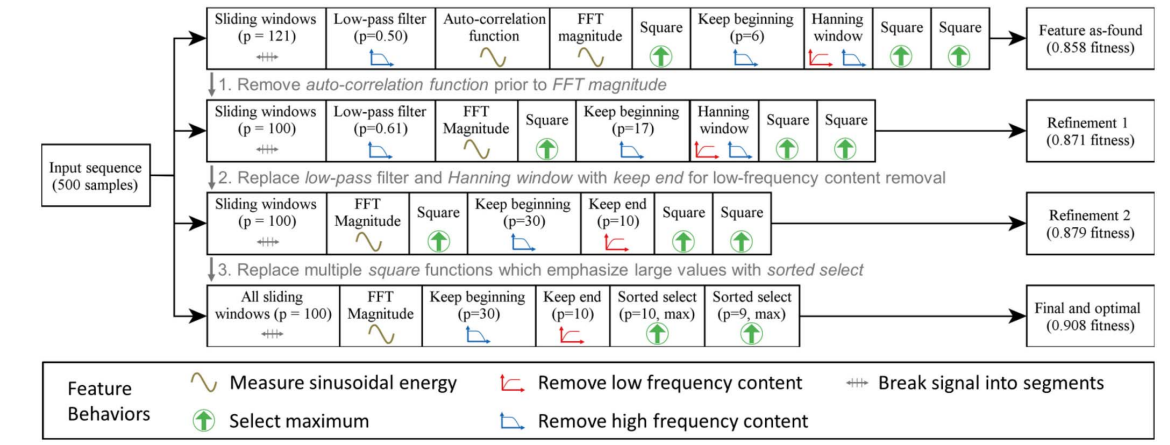 Sliding windows
(p = 121)
Low-pass filter
(p=0.50)
Auto-correlation
function
FFT
magnitude
Square
Keep beginning
(p=6)
Hanning
window
Square
Square
Feature as-found
(0.858 fitness)
1. Remove auto-correlation function prior to FFT magnitude
Sliding windows
(p = 100)
Low-pass filter
(p=0.61)
FFT
Magnitude
Square
Keep beginning
(p=17)
Hanning
window
Square
Square
Refinement 1
(0.871 fitness)
Input sequence
(500 samples)
2. Replace low-pass filter and Hanning window with keep end for low-frequency content removal
Sliding windows
(p = 100)
FFT
Magnitude
Square
Keep beginning
(p=30)
Keep end
(p=10)
Square
Square
Refinement 2
(0.879 fitness)
3. Replace multiple square functions which emphasize large values with sorted select
All sliding
windows (p = 100)
FFT
Magnitude
Keep beginning
(p=30)
Keep end
(p=10)
Sorted select
(p=10, max)
Sorted select
(p=9, max)
Final and optimal
(0.908 fitness)
Feature
Behaviors
Measure sinusoidal energy
Remove low frequency content
Break signal into segments
Select maximum
Remove high frequency content